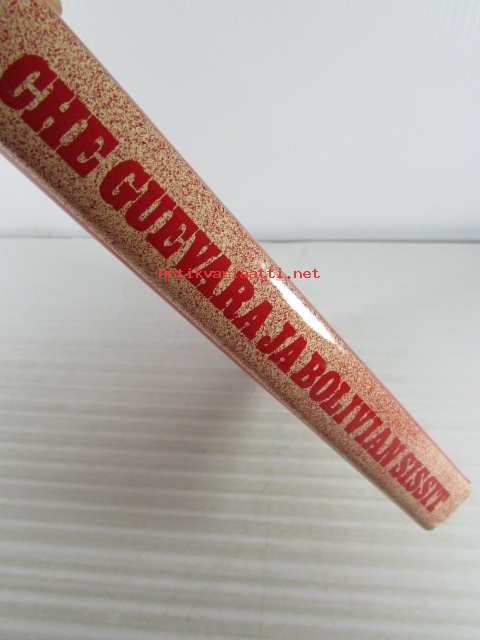 CHE GUEVARA JA BOLIVIAN SISSIT
Antikvariaatti.net